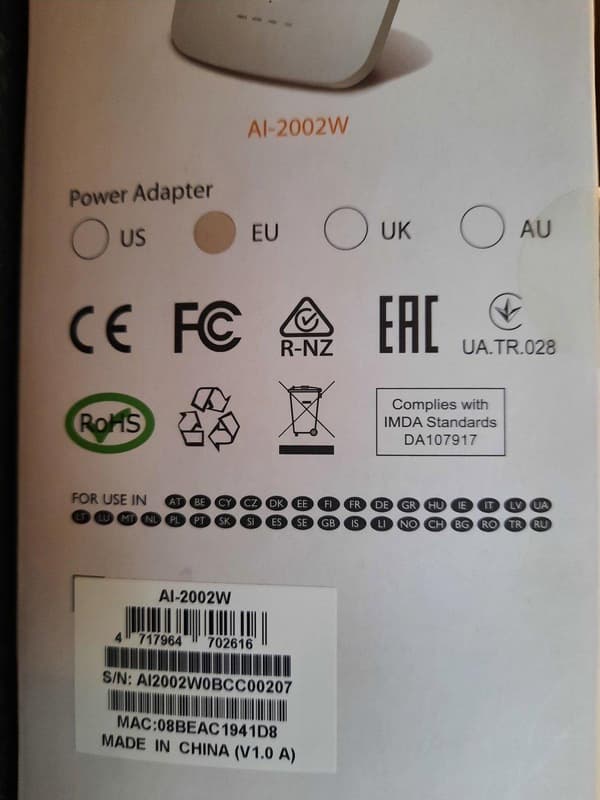 AI-2002W
Power Adapter
US EU UK AU
CE FC R-NZ EAC UA.TR.028
RoHS
Complies with
IMDA Standards
DA107917
FOR USE IN AT BE CY CZ DK EE FI FR DE GR HU IE IT LV UA
LT LU MT NL PL PT SK SI ES SE GB IS LI NO CH BG RO TR RU
AI-2002W
4 717964 702616
S/N: AI2002W0BCC00207
MAC:08BEAC1941D8
MADE IN CHINA (V1.0 A)